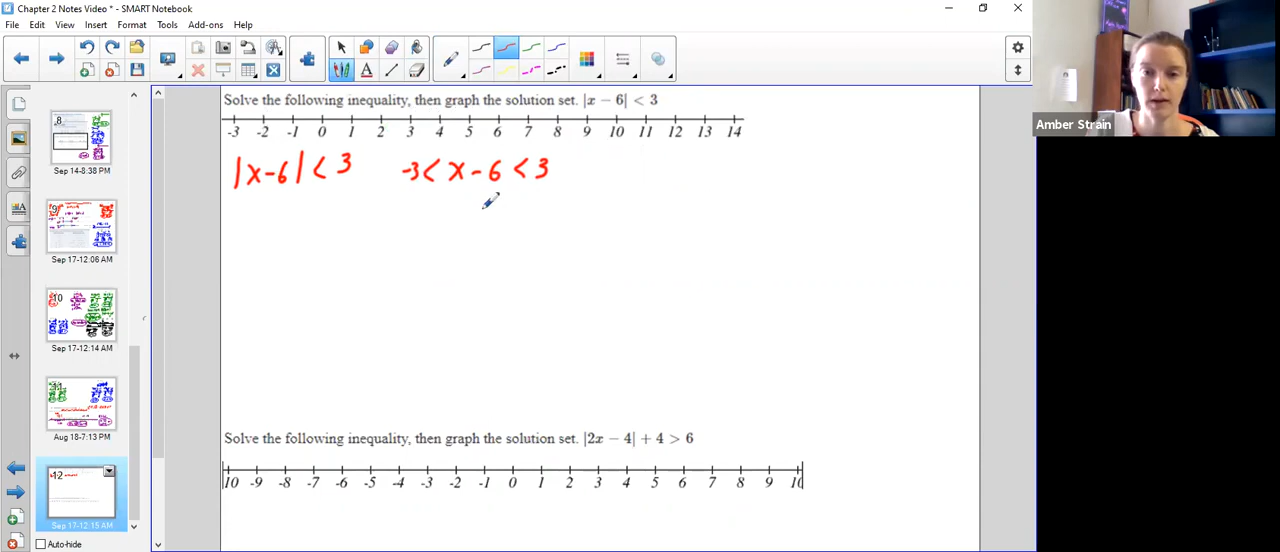 Chapter 2 Notes Video * - SMART Notebook
File Edit View Insert Format Tools Add-ons Help
8
Sep 14-8:38 PM
9
Sep 17-12:06 AM
10
Sep 17-12:14 AM
11
Aug 18-7:13 PM
12
Sep 17-12:15 AM
Auto-hide
Solve the following inequality, then graph the solution set. |x − 6| < 3
-3 -2 -1 0 1 2 3 4 5 6 7 8 9 10 11 12 13 14
|x-6| < 3 -3 < x - 6 < 3
Solve the following inequality, then graph the solution set. |2x − 4| + 4 > 6
10 -9 -8 -7 -6 -5 -4 -3 -2 -1 0 1 2 3 4 5 6 7 8 9 10
Amber Strain